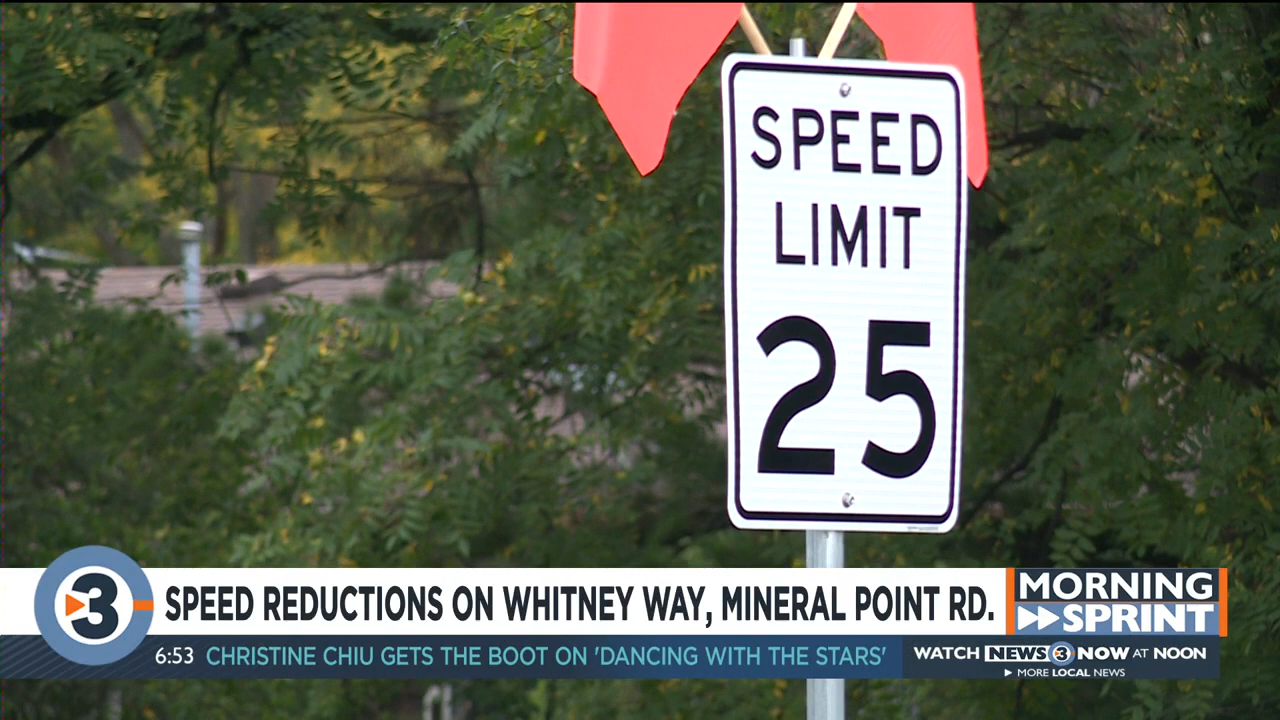 SPEED
LIMIT
25
3 SPEED REDUCTIONS ON WHITNEY WAY, MINERAL POINT RD.
MORNING
SPRINT
6:53 CHRISTINE CHIU GETS THE BOOT ON 'DANCING WITH THE STARS'
WATCH NEWS 3 NOW AT NOON
MORE LOCAL NEWS